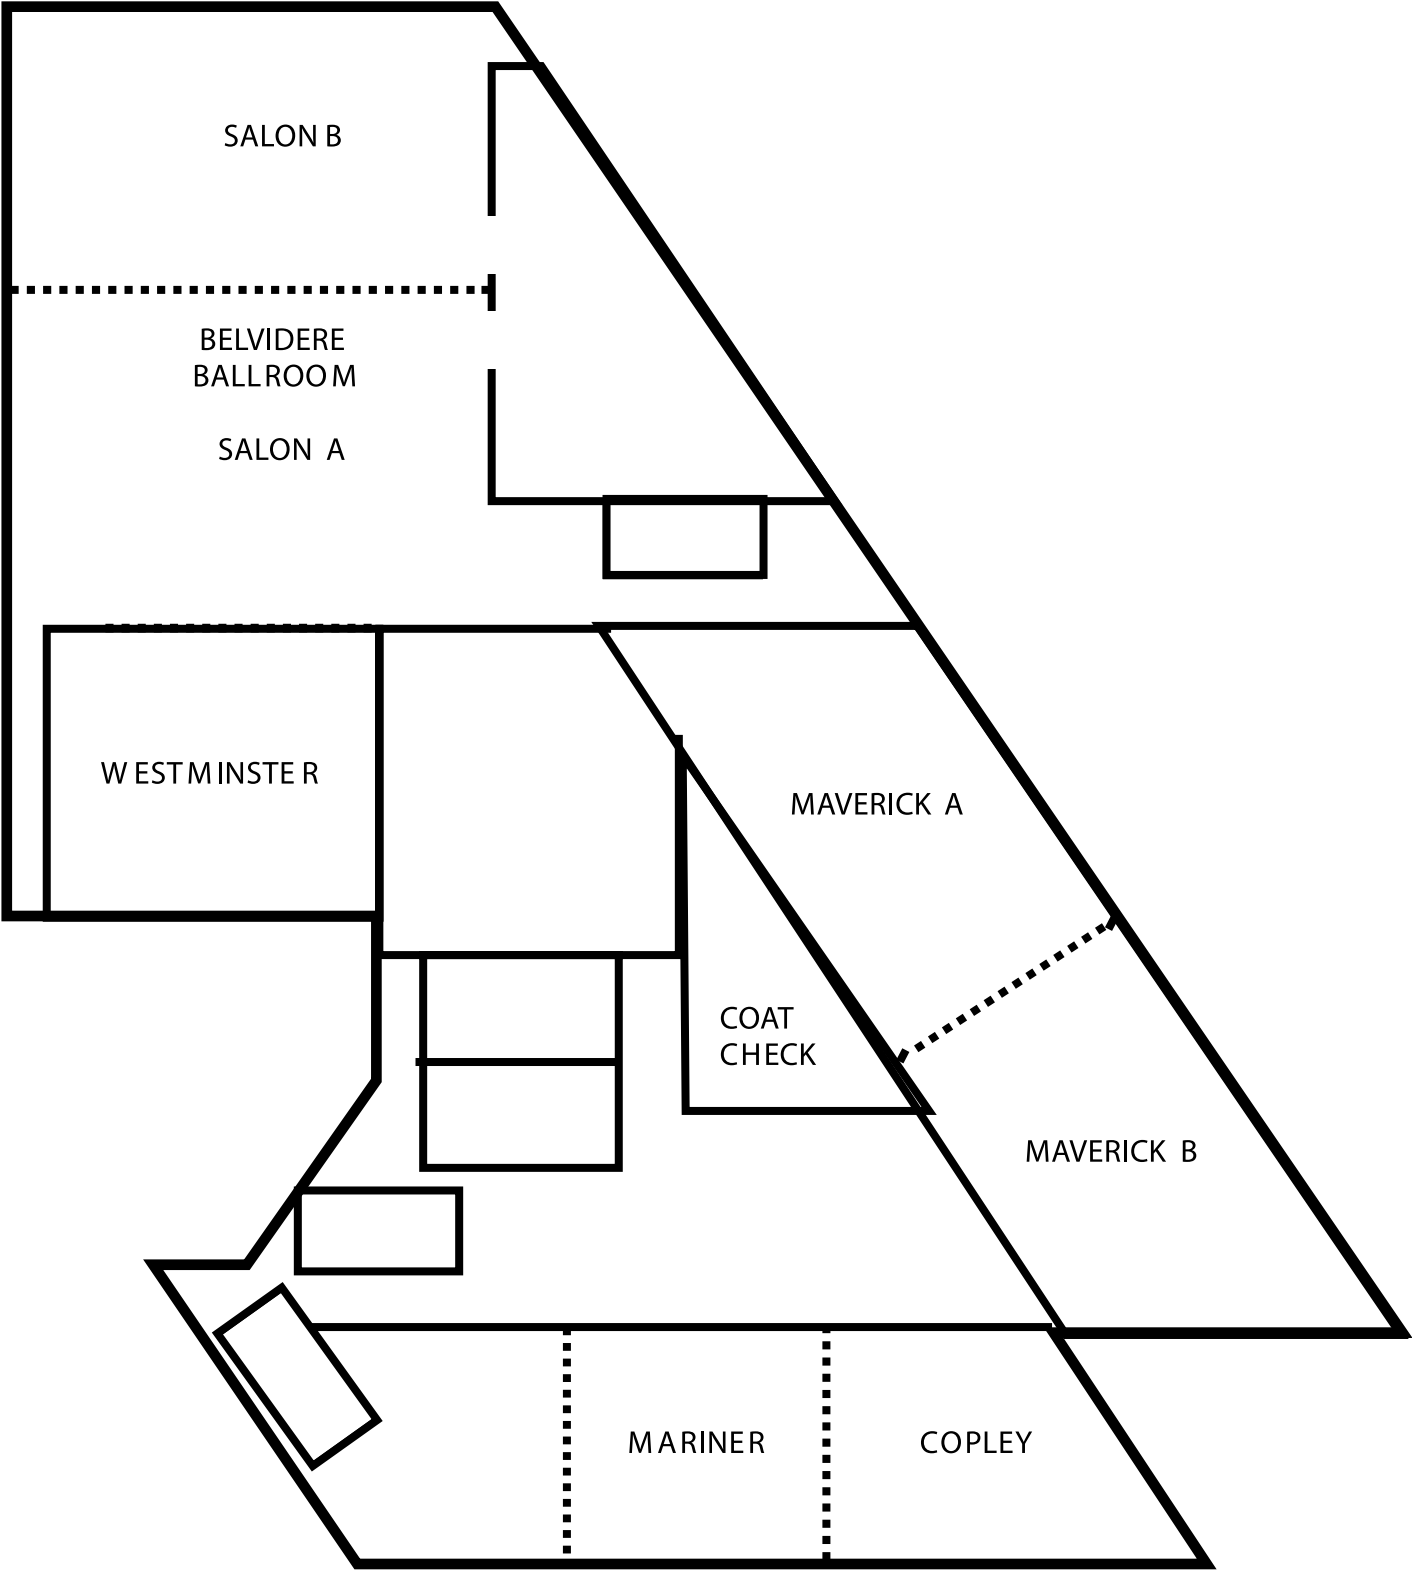 SALON B
BELVIDERE
BALLROOM
SALON A
WESTMINSTER
MAVERICK A
COAT
CHECK
MAVERICK B
MARINER
COPLEY